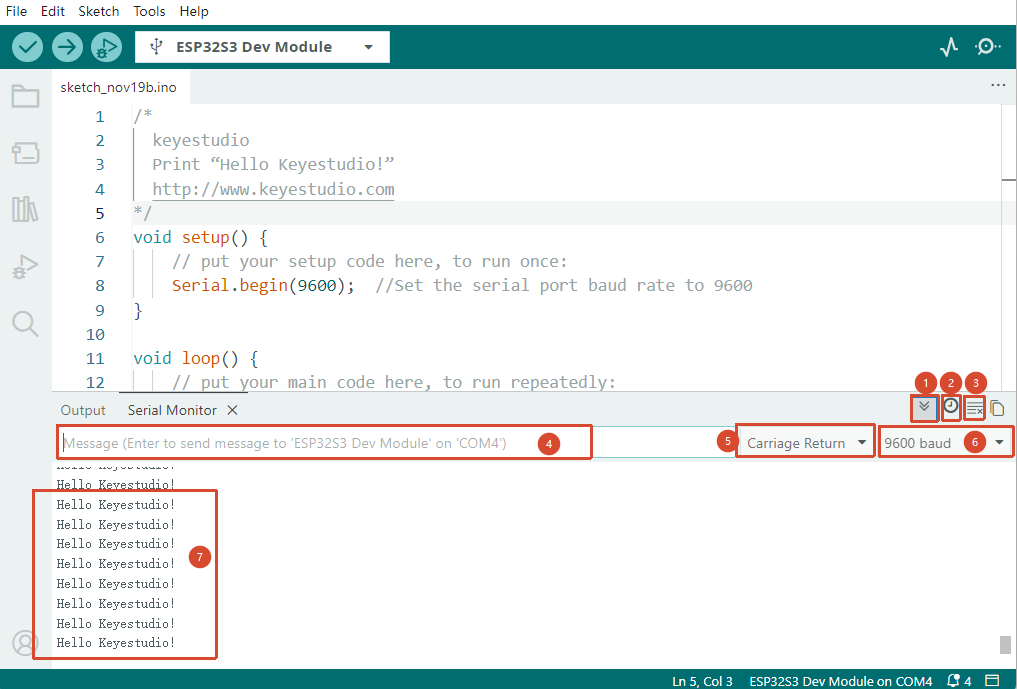 File Edit Sketch Tools Help
ESP32S3 Dev Module
sketch_nov19b.ino
1 /*
2 keyestudio
3 Print “Hello Keyestudio!”
4 http://www.keyestudio.com
5 */
6 void setup() {
7 // put your setup code here, to run once:
8 Serial.begin(9600); //Set the serial port baud rate to 9600
9 }
10
11 void loop() {
12 // put your main code here, to run repeatedly:
1 2 3
Output Serial Monitor
Message (Enter to send message to 'ESP32S3 Dev Module' on 'COM4') 4 5 Carriage Return 9600 baud 6
Hello Keyestudio!
Hello Keyestudio!
Hello Keyestudio!
Hello Keyestudio!
Hello Keyestudio!
7
Hello Keyestudio!
Hello Keyestudio!
Hello Keyestudio!
Hello Keyestudio!
Ln 5, Col 3 ESP32S3 Dev Module on COM4 4